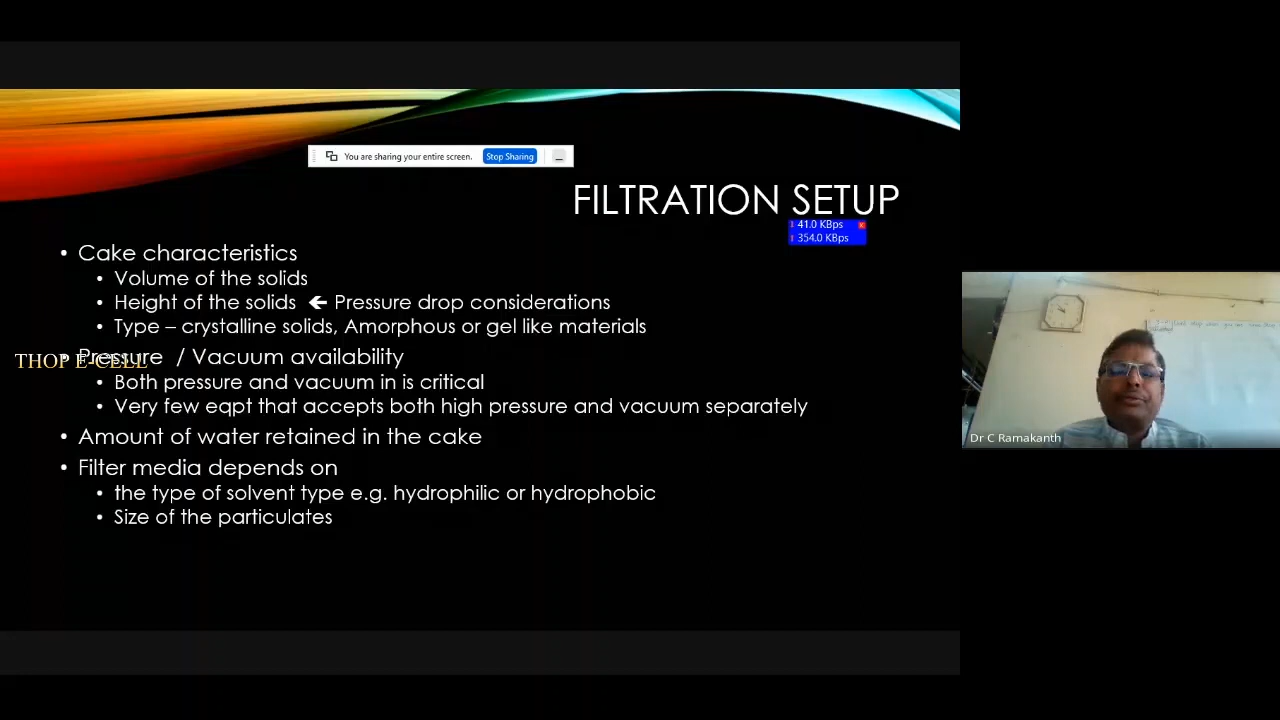 You are sharing your entire screen. Stop Sharing
FILTRATION SETUP
41.0 KBps
354.0 KBps
• Cake characteristics
• Volume of the solids
• Height of the solids 🡰 Pressure drop considerations
• Type – crystalline solids, Amorphous or gel like materials
• Pressure / Vacuum availability
THOP E-CELL
• Both pressure and vacuum in is critical
• Very few eqpt that accepts both high pressure and vacuum separately
• Amount of water retained in the cake
• Filter media depends on
• the type of solvent type e.g. hydrophilic or hydrophobic
• Size of the particulates
Dr C Ramakanth